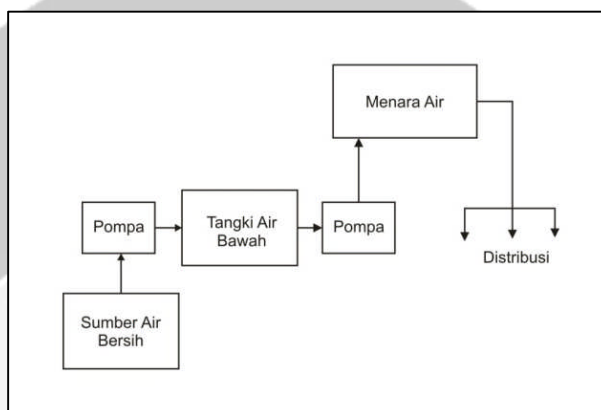 Menara Air
Pompa
Tangki Air
Bawah
Pompa
Distribusi
Sumber Air
Bersih